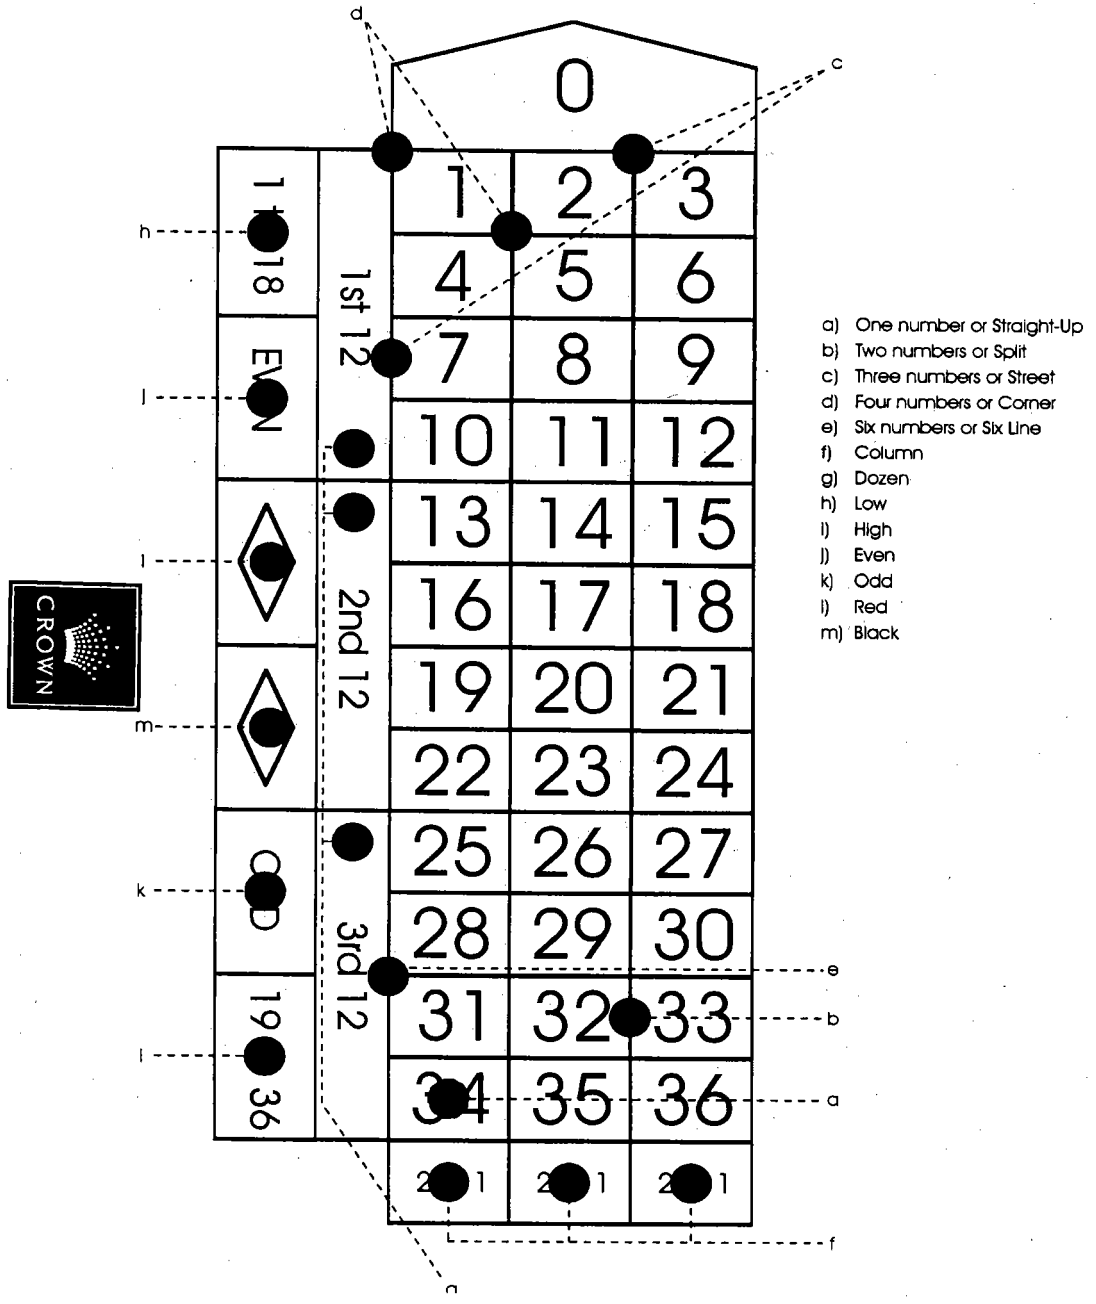 d
c
0
1 2 3
h
1 18
1st 12
4 5 6
a) One number or Straight-Up
7 8 9
b) Two numbers or Split
c) Three numbers or Street
j
d) Four numbers or Corner
e) Six numbers or Six Line
10 11 12
f) Column
g) Dozen
h) Low
13 14 15
i) High
j) Even
l
k) Odd
CROWN
2nd 12
16 17 18
l) Red
m) Black
19 20 21
m
22 23 24
25 26 27
k
3rd 12
28 29 30
e
31 32 33
b
i
19 36
34 35 36
a
2 1 2 1 2 1
f
g